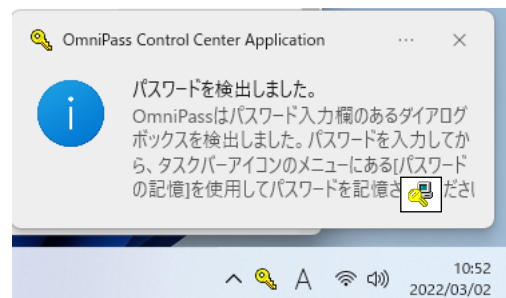 OmniPass Control Center Application
パスワードを検出しました。
OmniPassはパスワード入力欄のあるダイアログ
ボックスを検出しました。パスワードを入力してか
ら、タスクバーアイコンのメニューにある[パスワード
の記憶]を使用してパスワードを記憶さ ださい
A
10:52
2022/03/02